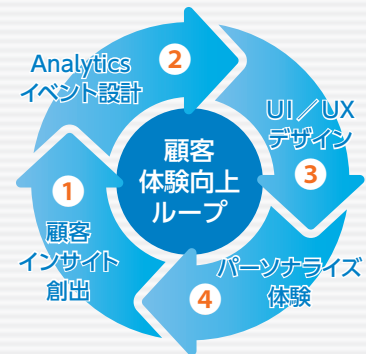 顧客
体験向上
ループ
1
顧客
インサイト
創出
2
Analytics
イベント設計
UI／UX
デザイン
3
パーソナライズ
体験
4